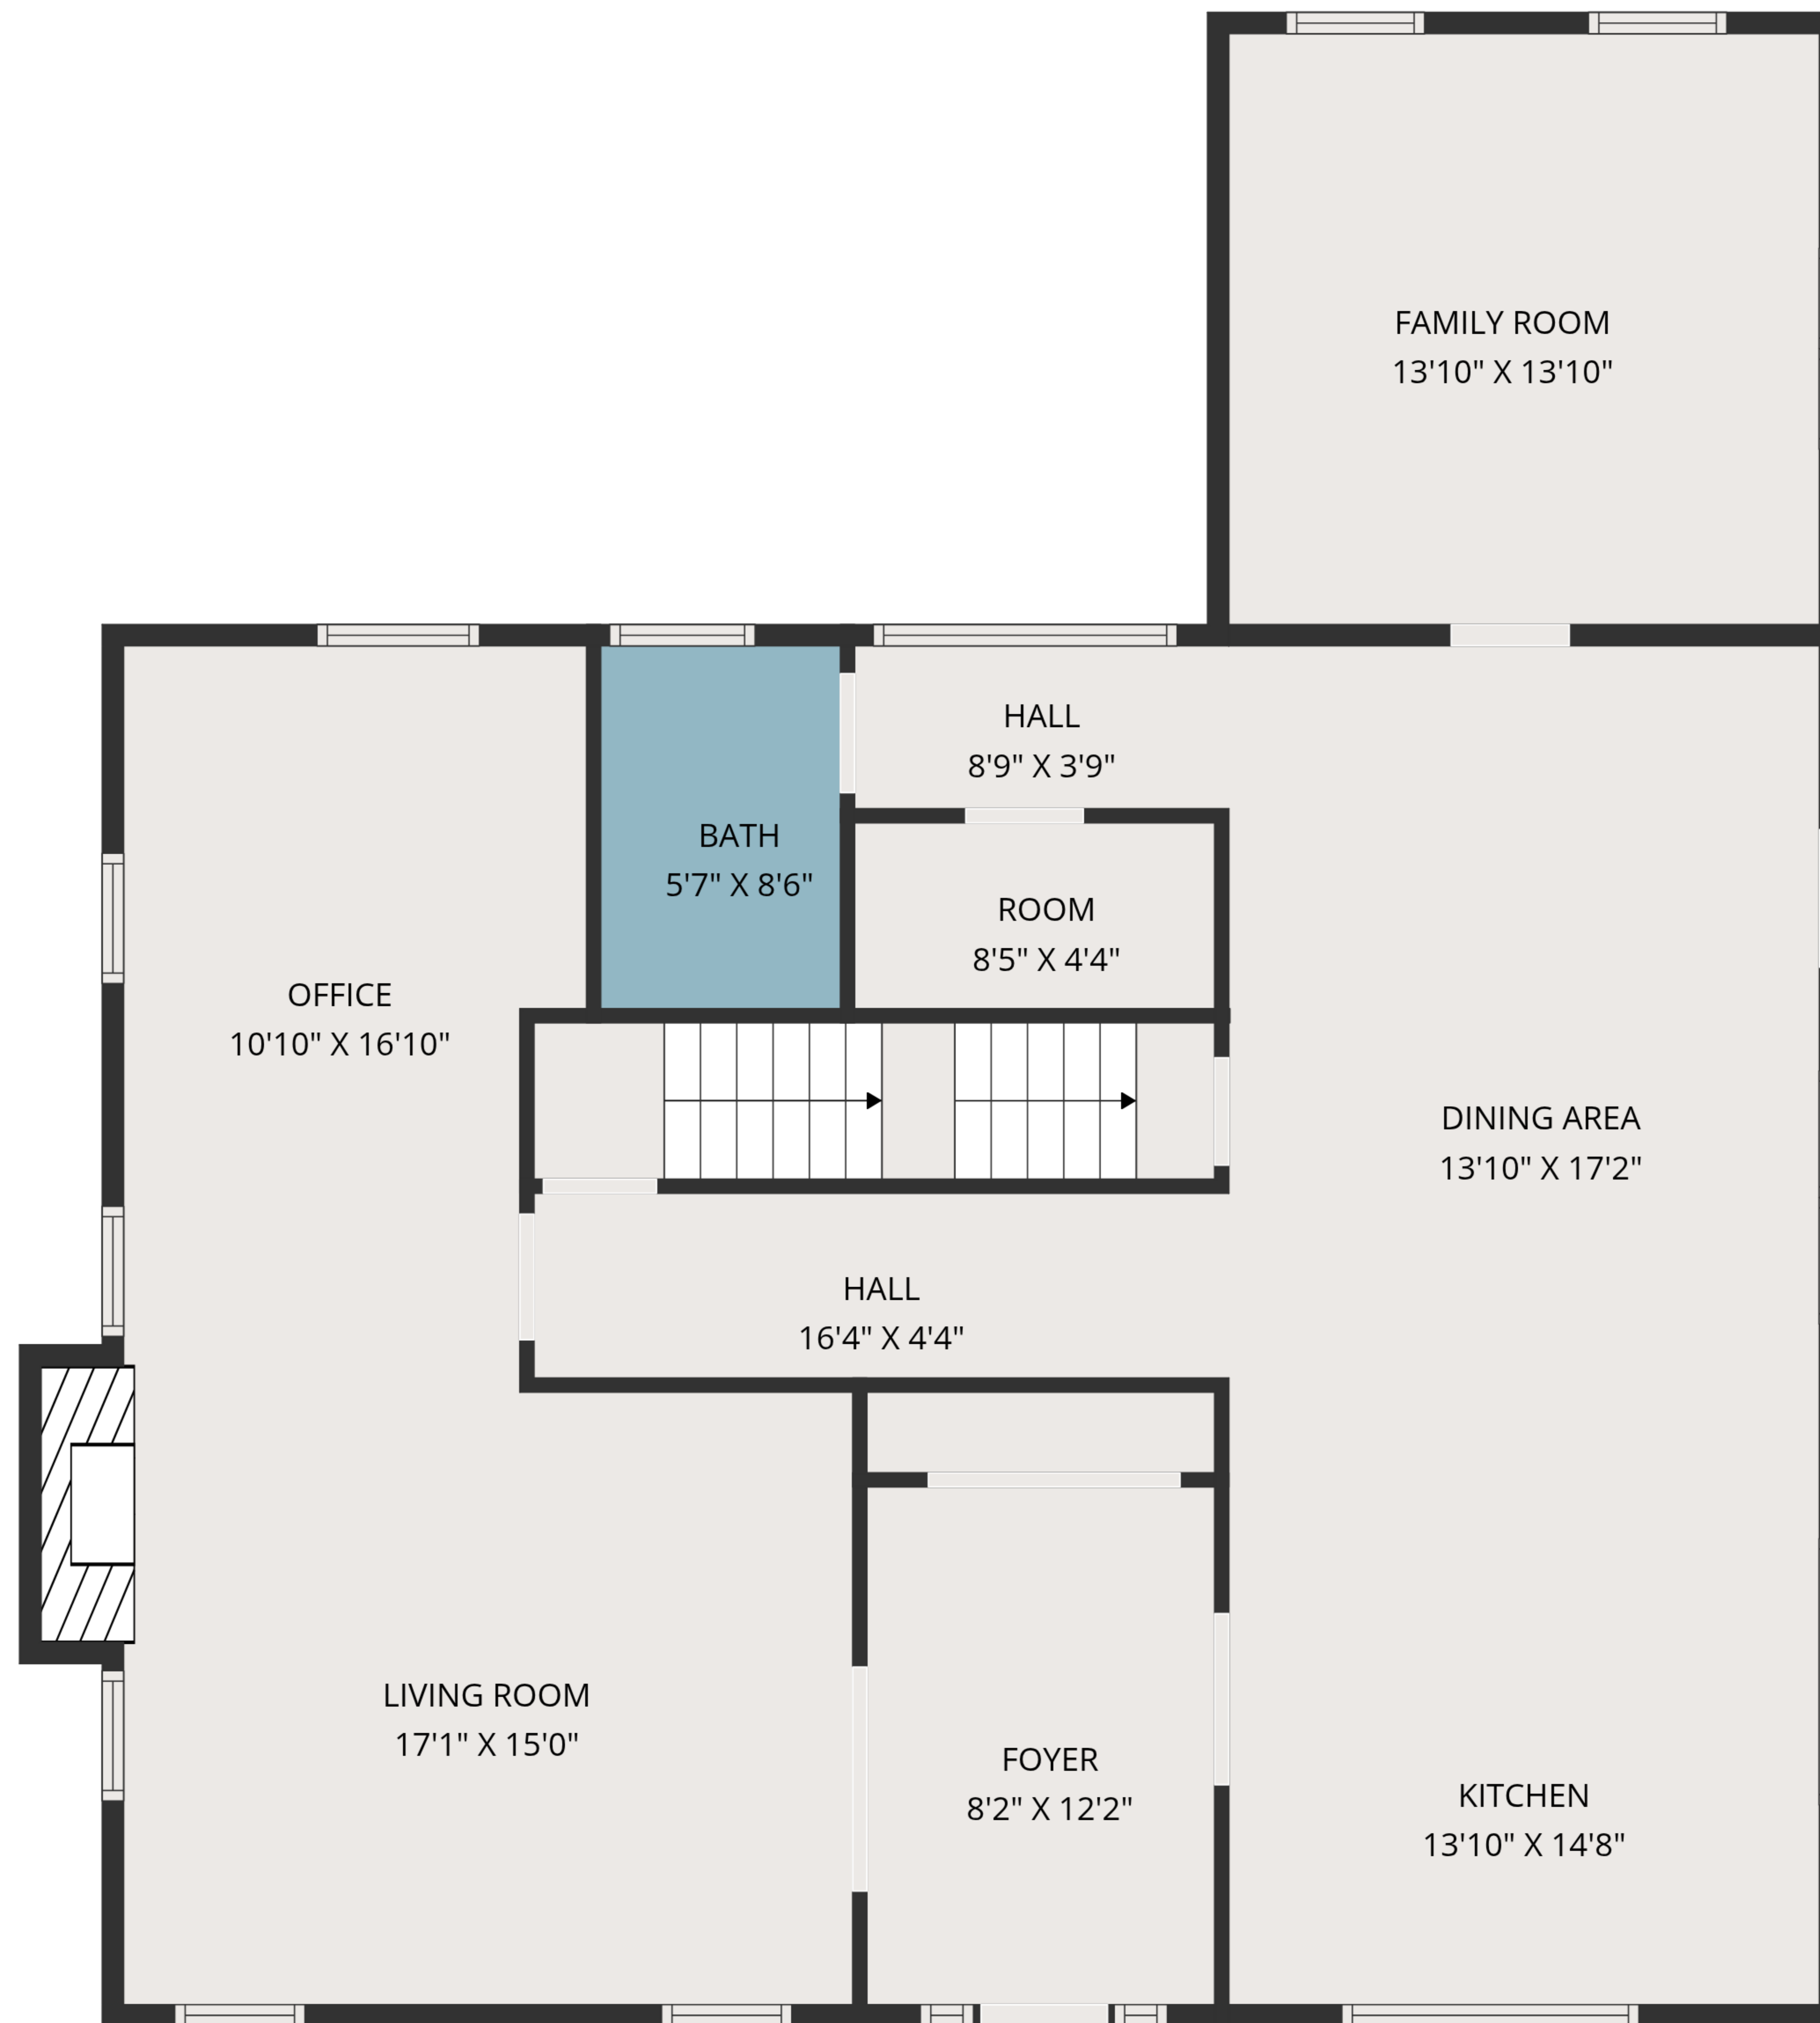 FAMILY ROOM
13'10" X 13'10"
HALL
8'9" X 3'9"
BATH
5'7" X 8'6"
ROOM
8'5" X 4'4"
OFFICE
10'10" X 16'10"
DINING AREA
13'10" X 17'2"
HALL
16'4" X 4'4"
LIVING ROOM
17'1" X 15'0"
FOYER
8'2" X 12'2"
KITCHEN
13'10" X 14'8"